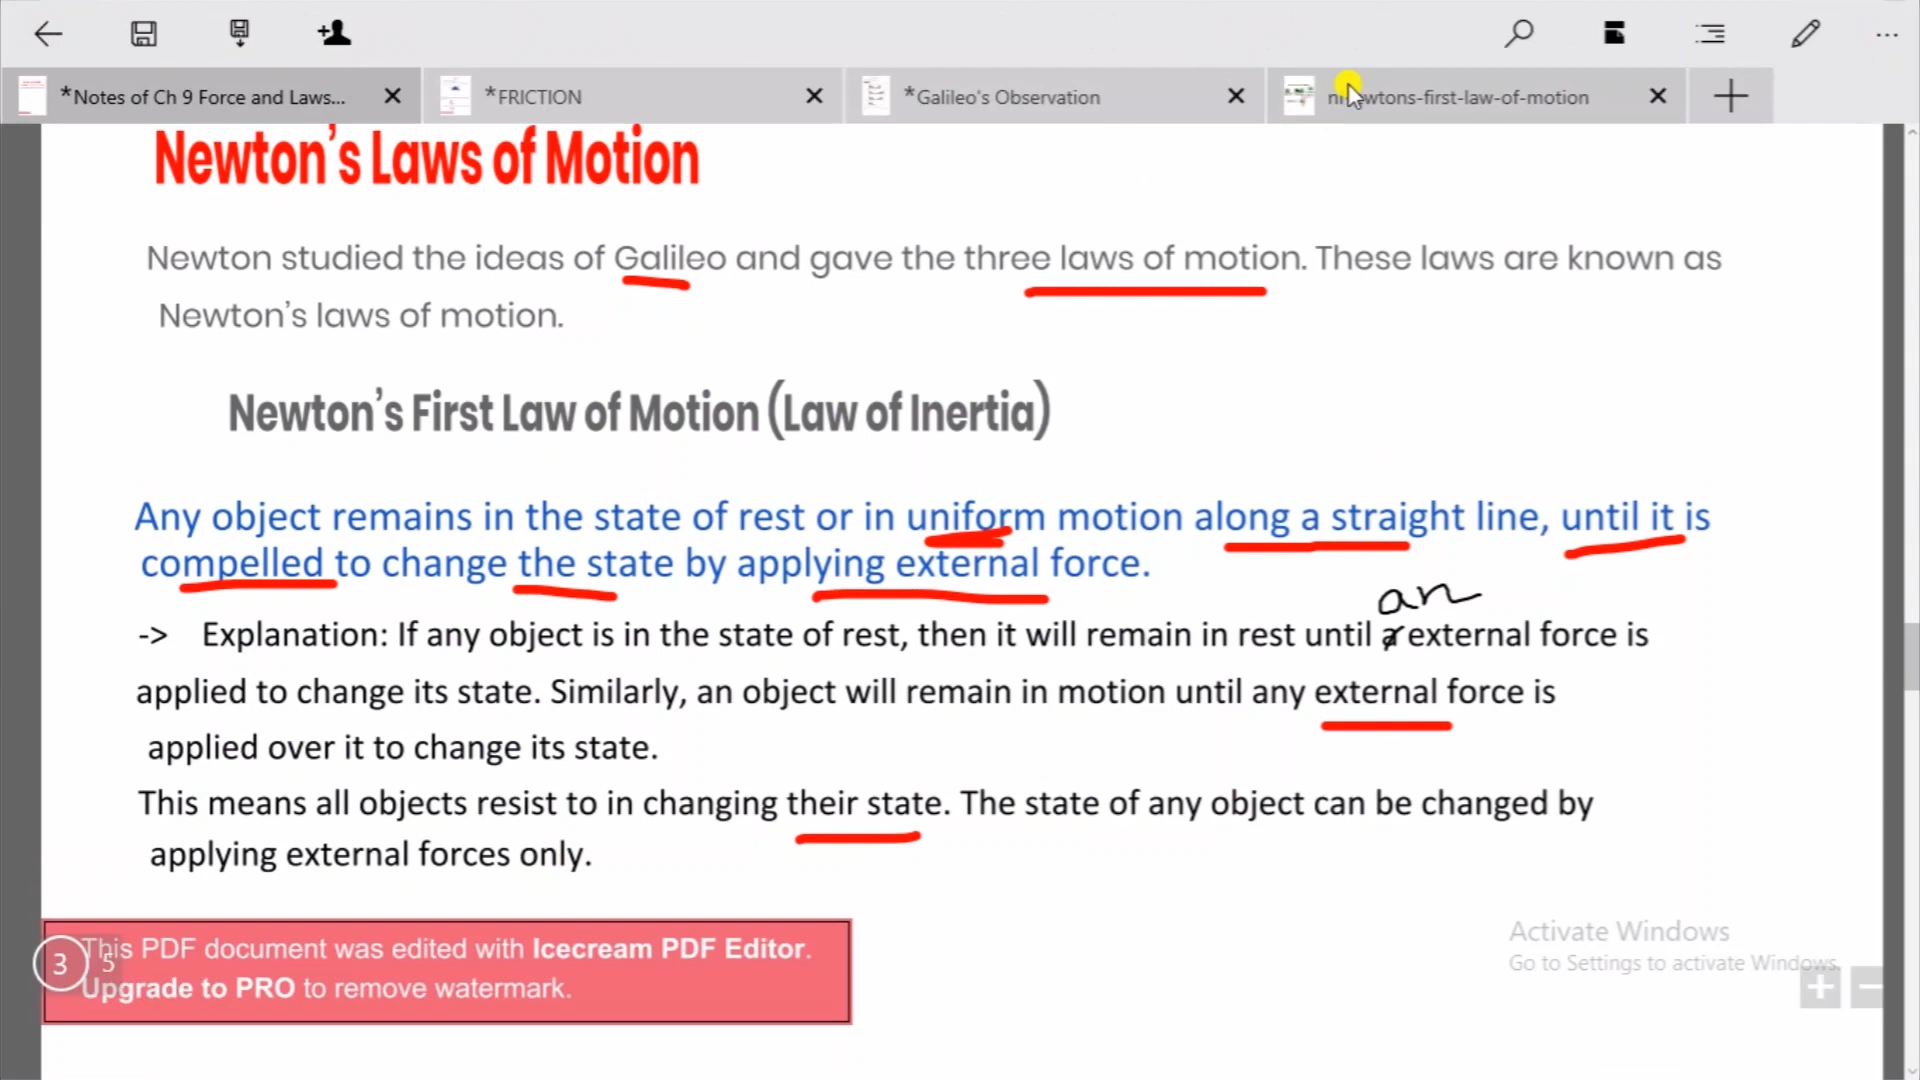 *Notes of Ch 9 Force and Laws...
*FRICTION
*Galileo's Observation
wtons-first-law-of-motion
Newton's Laws of Motion
Newton studied the ideas of Galileo and gave the three laws of motion. These laws are known as
Newton's laws of motion.
Newton's First Law of Motion (Law of Inertia)
Any object remains in the state of rest or in uniform motion along a straight line, until it is
compelled to change the state by applying external force.
an
-> Explanation: If any object is in the state of rest, then it will remain in rest until a external force is
applied to change its state. Similarly, an object will remain in motion until any external force is
applied over it to change its state.
This means all objects resist to in changing their state. The state of any object can be changed by
applying external forces only.
This PDF document was edited with Icecream PDF Editor.
3 5
Upgrade to PRO to remove watermark.
Activate Windows
Go to Settings to activate Windows.